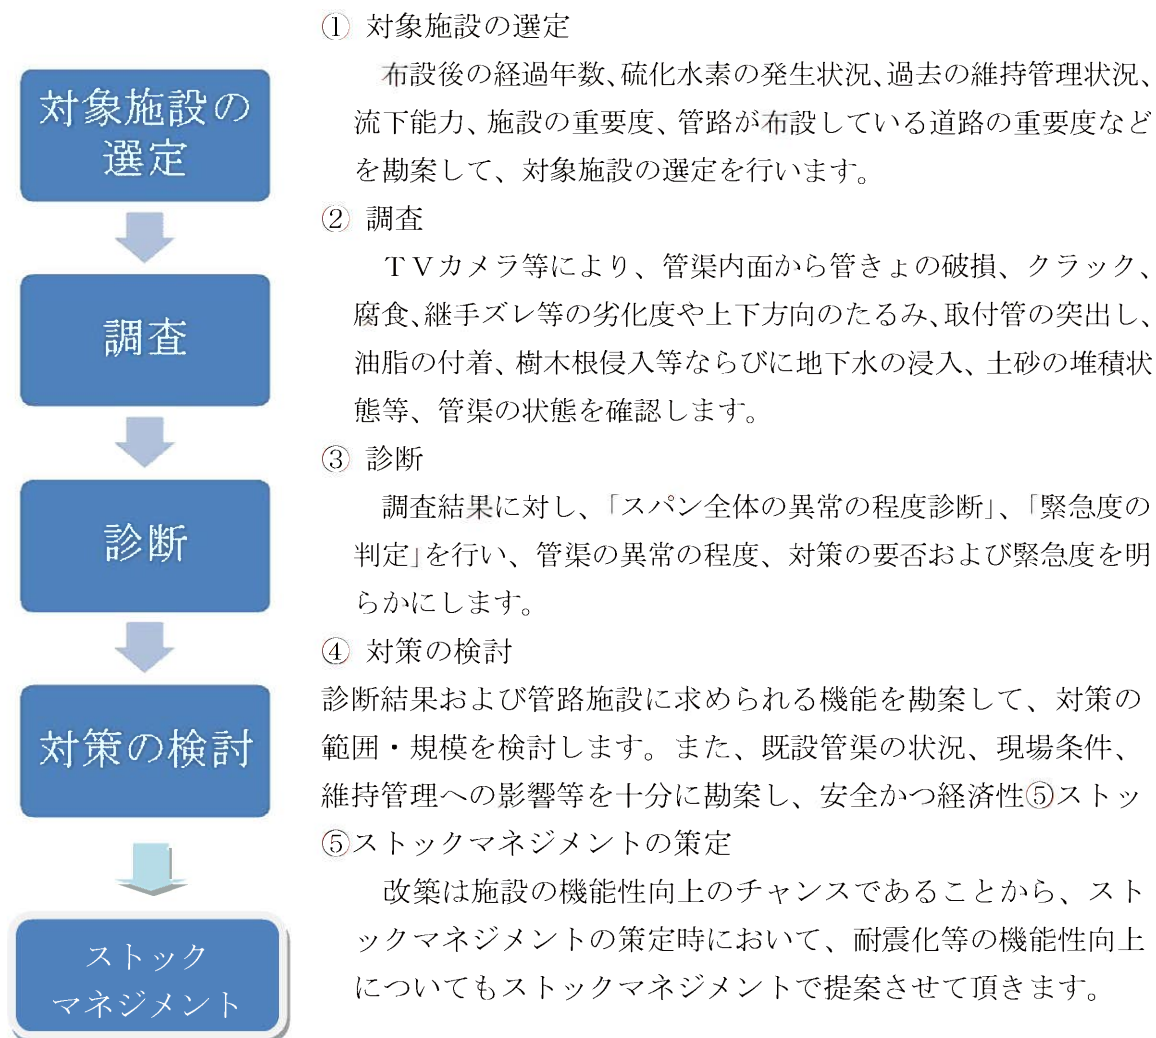 対象施設の
選定
調査
診断
対策の検討
ストック
マネジメント
① 対象施設の選定
布設後の経過年数、硫化水素の発生状況、過去の維持管理状況、
流下能力、施設の重要度、管路が布設している道路の重要度など
を勘案して、対象施設の選定を行います。
② 調査
TVカメラ等により、管渠内面から管きょの破損、クラック、
腐食、継手ズレ等の劣化度や上下方向のたるみ、取付管の突出し、
油脂の付着、樹木根侵入等ならびに地下水の浸入、土砂の堆積状
態等、管渠の状態を確認します。
③ 診断
調査結果に対し、「スパン全体の異常の程度診断」、「緊急度の
判定」を行い、管渠の異常の程度、対策の要否および緊急度を明
らかにします。
④ 対策の検討
診断結果および管路施設に求められる機能を勘案して、対策の
範囲・規模を検討します。また、既設管渠の状況、現場条件、
維持管理への影響等を十分に勘案し、安全かつ経済性⑤ストッ
⑤ストックマネジメントの策定
改築は施設の機能性向上のチャンスであることから、スト
ックマネジメントの策定時において、耐震化等の機能性向上
についてもストックマネジメントで提案させて頂きます。